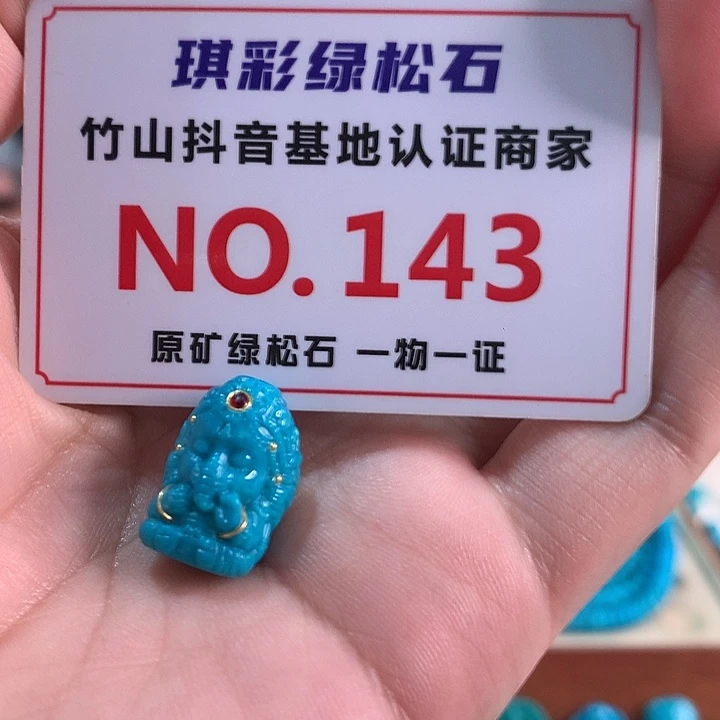 琪彩绿松石
竹山抖音基地认证商家
NO.143
原矿绿松石 一物一证